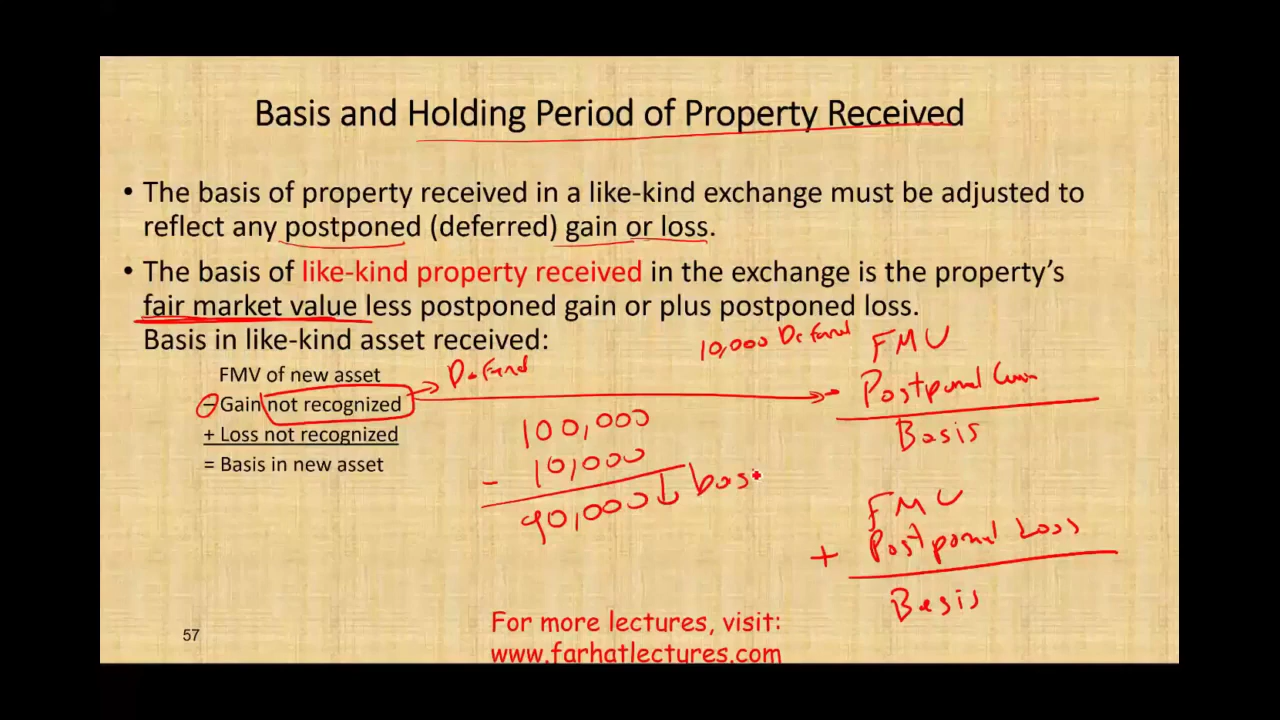 Basis and Holding Period of Property Received
• The basis of property received in a like-kind exchange must be adjusted to
reflect any postponed (deferred) gain or loss.
• The basis of like-kind property received in the exchange is the property's
fair market value less postponed gain or plus postponed loss.
Basis in like-kind asset received:
FMV of new asset
– Gain not recognized
+ Loss not recognized
= Basis in new asset
10,000
FMV
- Postponed
Basis
100,000
- 10,000
90,000 ↓ bas
FMV
+ Postponed Loss
Basis
57
For more lectures, visit:
www.farhatlectures.com